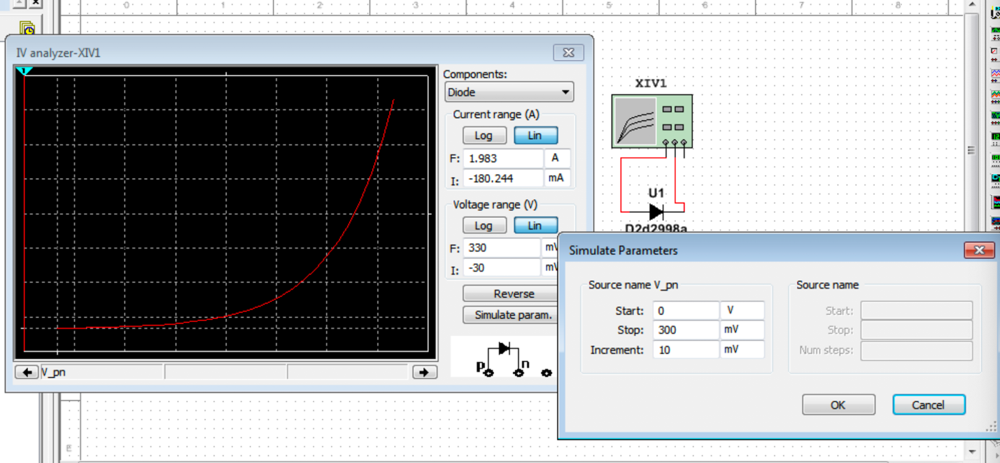 0 1 2 3 4 5 6 7 8
IV analyzer-XIV1
1
Components:
Diode
Current range (A)
Log Lin
F: 1.983 A
I: -180.244 mA
Voltage range (V)
Log Lin
F: 330
I: -30
Reverse
Simulate param.
p n
V_pn
XIV1
U1
D2d2998a
Simulate Parameters
Source name V_pn
Start: 0 V
Stop: 300 mV
Increment: 10 mV
Source name
Start:
Stop:
Num steps:
OK Cancel
E